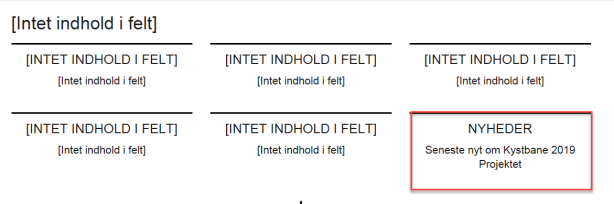 [Intet indhold i felt]
[INTET INDHOLD I FELT]
[Intet indhold i felt]
[INTET INDHOLD I FELT]
[Intet indhold i felt]
[INTET INDHOLD I FELT]
[Intet indhold i felt]
[INTET INDHOLD I FELT]
[Intet indhold i felt]
[INTET INDHOLD I FELT]
[Intet indhold i felt]
NYHEDER
Seneste nyt om Kystbane 2019
Projektet